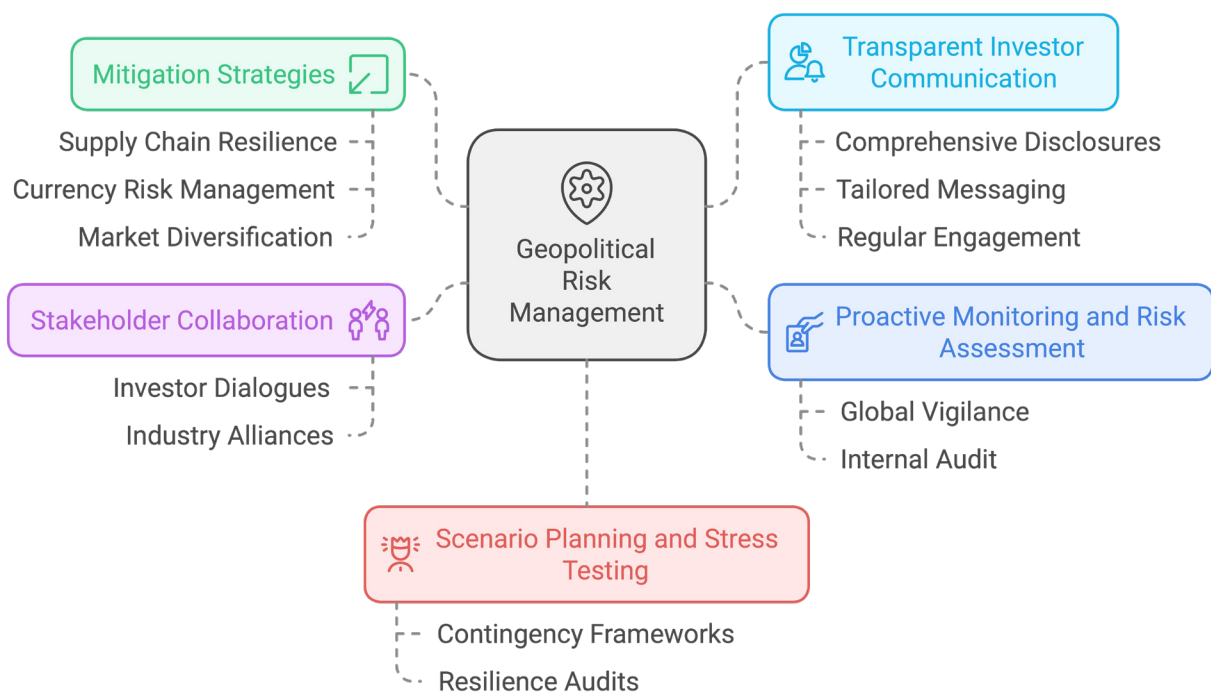 Mitigation Strategies
Supply Chain Resilience
Currency Risk Management
Market Diversification
Stakeholder Collaboration
Investor Dialogues
Industry Alliances
Geopolitical
Risk
Management
Transparent Investor
Communication
Comprehensive Disclosures
Tailored Messaging
Regular Engagement
Proactive Monitoring and Risk
Assessment
Global Vigilance
Internal Audit
Scenario Planning and Stress
Testing
Contingency Frameworks
Resilience Audits